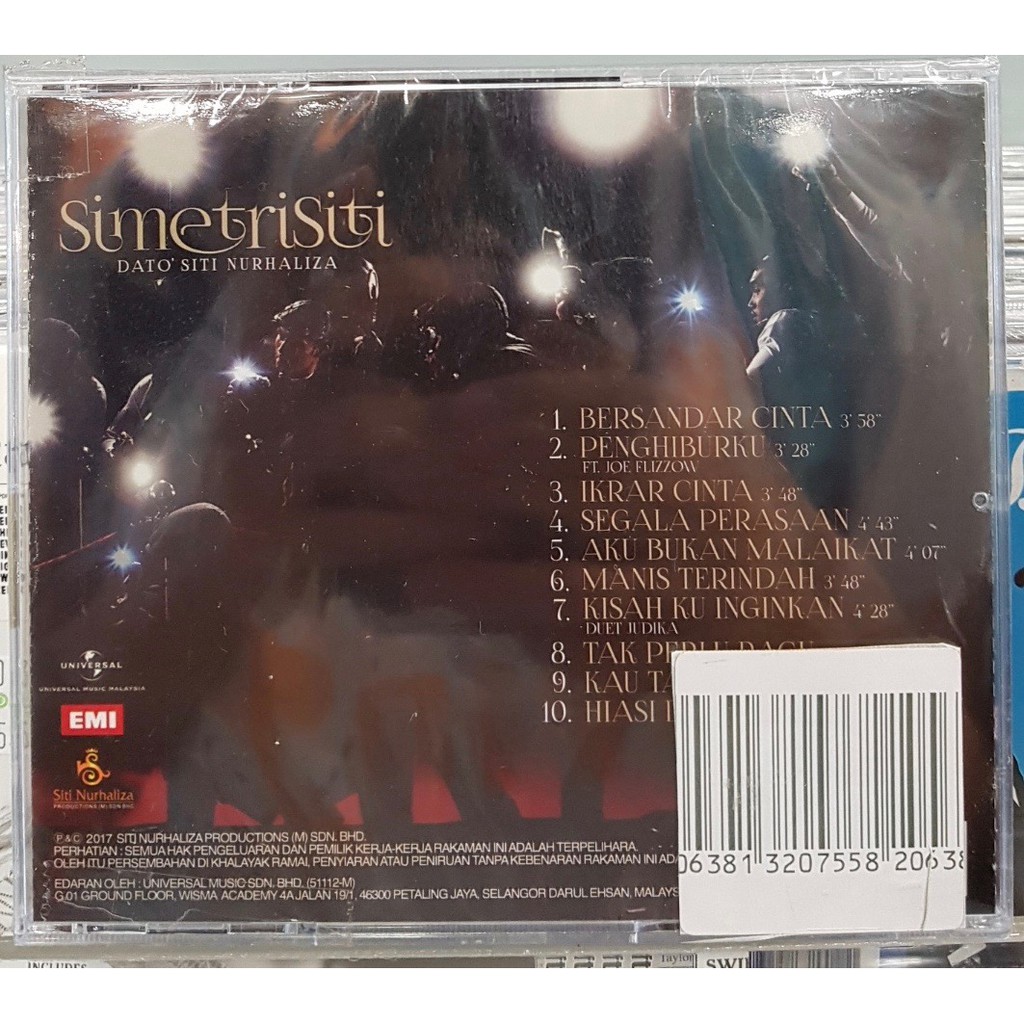 SimetriSiti
DATO' SITI NURHALIZA
1. BERSANDAR CINTA 3' 58"
2. PENGHIBURKU 3' 28"
FT. JOE FLIZZOW
3. IKRAR CINTA 3' 48"
4. SEGALA PERASAAN 4' 43"
5. AKU BUKAN MALAIKAT 4' 07"
6. MANIS TERINDAH 3' 48"
7. KISAH KU INGINKAN 4' 28"
DUET JUDIKA
8. TAK
9. KAU
10. HIASI
UNIVERSAL
UNIVERSAL MUSIC MALAYSIA
EMI
Siti Nurhaliza
PRODUCTIONS (M) SDN BHD
06381 3207558 20638
P & C 2017 SITI NURHALIZA PRODUCTIONS (M) SDN. BHD.
PERHATIAN : SEMUA HAK PENGELUARAN DAN PEMILIK KERJA-KERJA RAKAMAN INI ADALAH TERPELIHARA.
OLEH ITU PERSEMBAHAN DI KHALAYAK RAMAI, PENYIARAN ATAU PENIRUAN TANPA KEBENARAN RAKAMAN INI
EDARAN OLEH : UNIVERSAL MUSIC SDN. BHD. (51112-M)
G.01 GROUND FLOOR, WISMA ACADEMY 4A JALAN 19/1, 46300 PETALING JAYA, SELANGOR DARUL EHSAN,
INCLUDES
Taylor